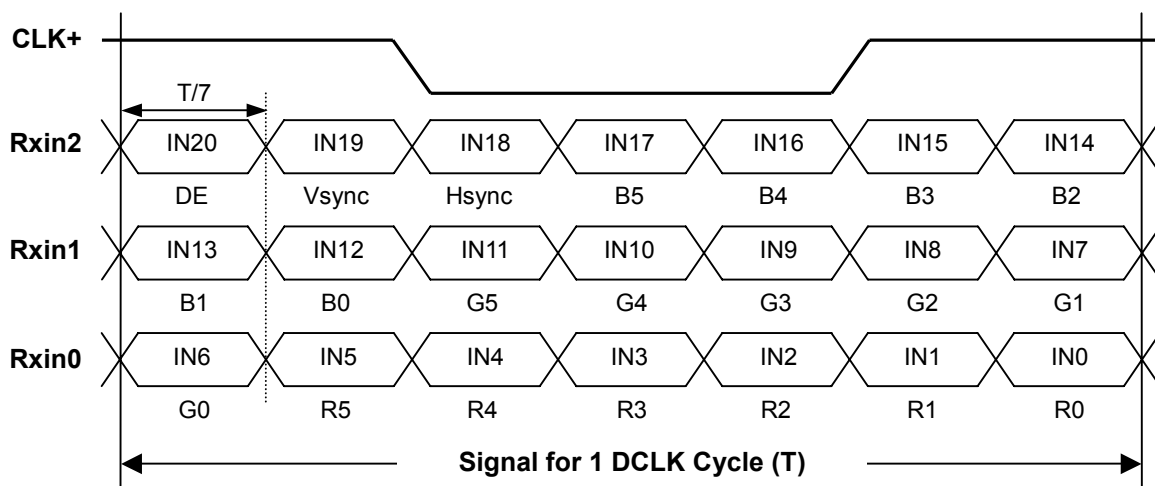 CLK+
T/7
Rxin2 IN20 IN19 IN18 IN17 IN16 IN15 IN14
DE Vsync Hsync B5 B4 B3 B2
Rxin1 IN13 IN12 IN11 IN10 IN9 IN8 IN7
B1 B0 G5 G4 G3 G2 G1
Rxin0 IN6 IN5 IN4 IN3 IN2 IN1 IN0
G0 R5 R4 R3 R2 R1 R0
Signal for 1 DCLK Cycle (T)